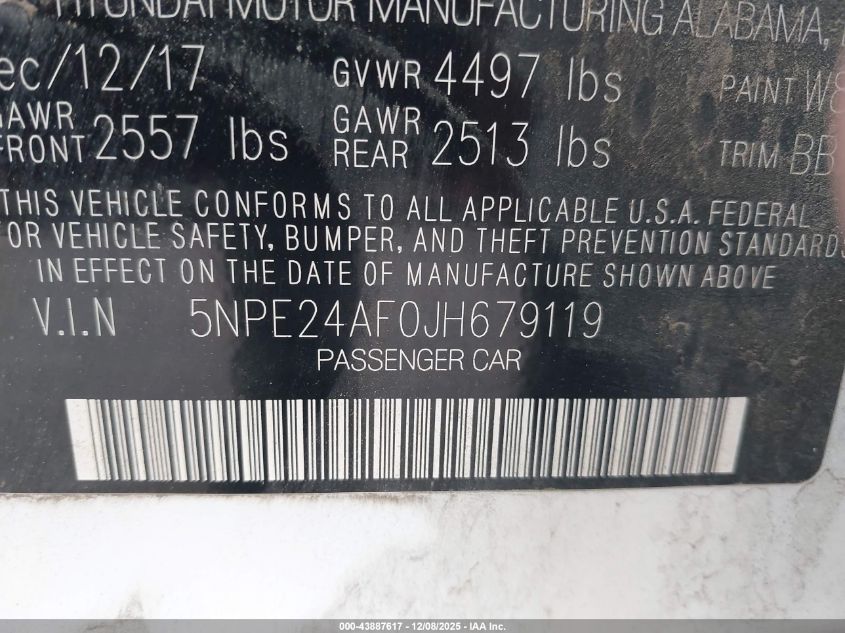 HYUNDAI MOTOR MANUFACTURING ALABAMA,
ec/12/17 GVWR 4497 lbs PAINT W8
GAWR FRONT 2557 lbs GAWR REAR 2513 lbs TRIM BB
THIS VEHICLE CONFORMS TO ALL APPLICABLE U.S.A. FEDERAL
OR VEHICLE SAFETY, BUMPER, AND THEFT PREVENTION STANDARDS
IN EFFECT ON THE DATE OF MANUFACTURE SHOWN ABOVE
V.I.N 5NPE24AF0JH679119
PASSENGER CAR
000-43887617 - 12/08/2025 - IAA Inc.